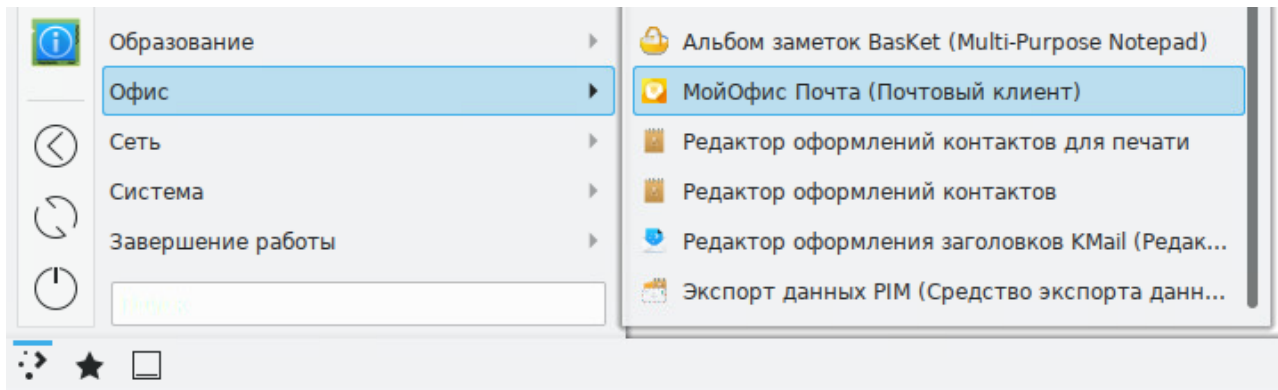 Образование
Офис
Сеть
Система
Завершение работы
Альбом заметок BasKet (Multi-Purpose Notepad)
МойОфис Почта (Почтовый клиент)
Редактор оформлений контактов для печати
Редактор оформлений контактов
Редактор оформления заголовков KMail (Редак...
Экспорт данных PIM (Средство экспорта данн...